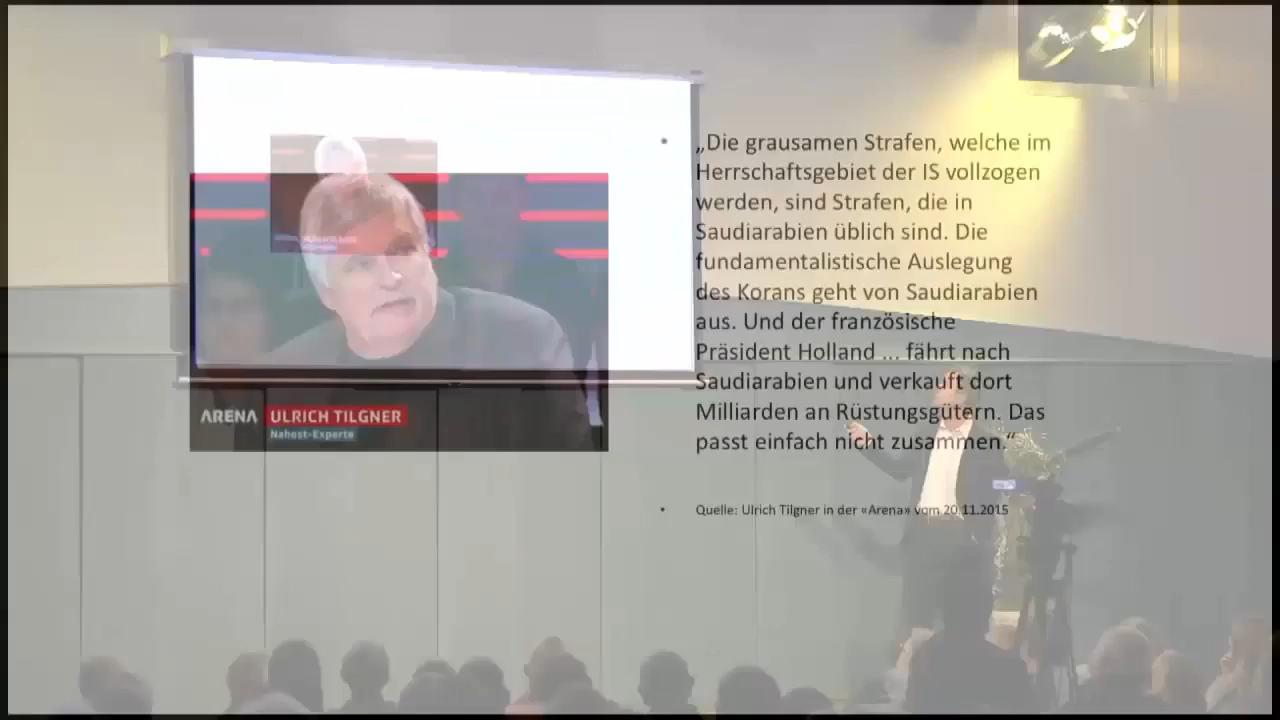 „Die grausamen Strafen, welche im
Herrschaftsgebiet der IS vollzogen
werden, sind Strafen, die in
Saudiarabien üblich sind. Die
fundamentalistische Auslegung
des Korans geht von Saudiarabien
aus. Und der französische
Präsident Holland ... fährt nach
Saudiarabien und verkauft dort
Milliarden an Rüstungsgütern. Das
passt einfach nicht zusammen.“
Quelle: Ulrich Tilgner in der «Arena» vom 20.11.2015
ARENA ULRICH TILGNER
Nahost-Experte